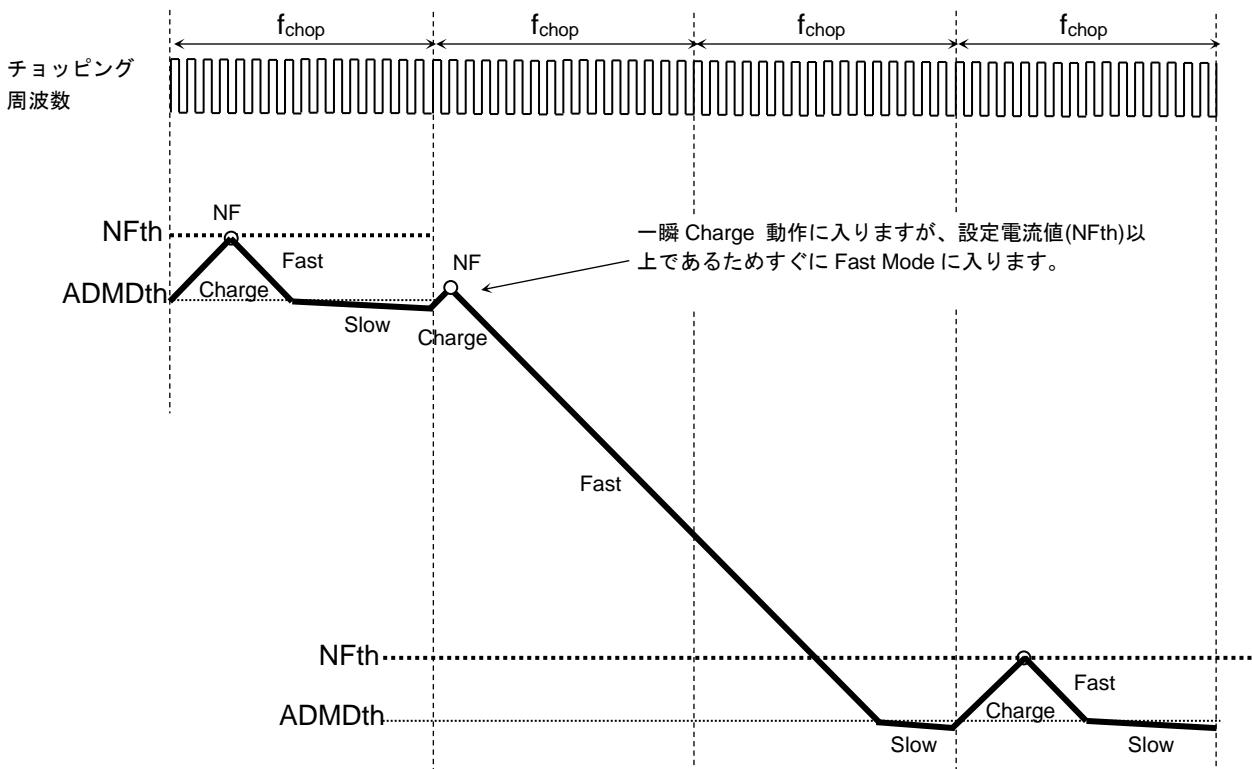 fchop fchop fchop fchop
チョッピング
周波数
NFth
NF
Fast
ADMDth
Charge
Slow
NF
Charge
一瞬 Charge 動作に入りますが、設定電流値(NFth)以
上であるためすぐに Fast Mode に入ります。
Fast
NFth
ADMDth
Slow
Charge
Fast
Slow